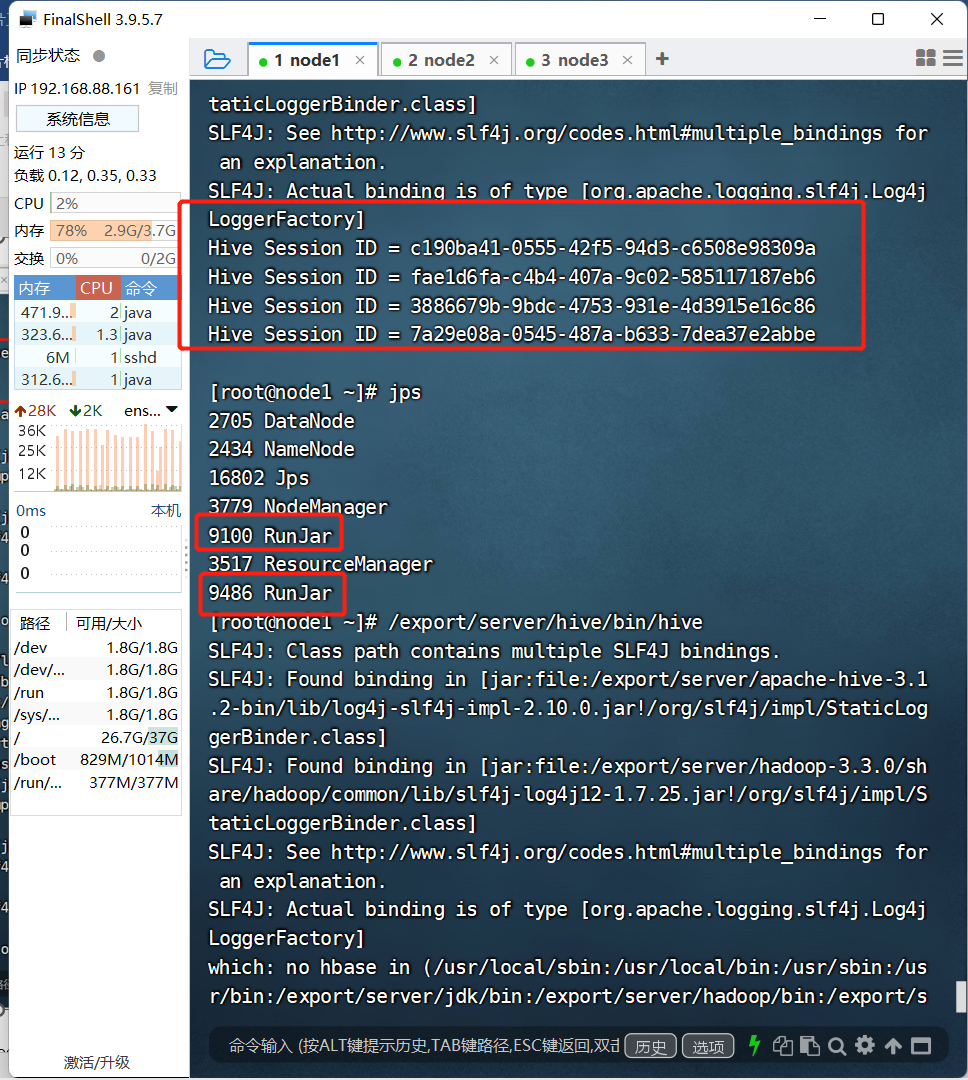 FinalShell 3.9.5.7
同步状态
IP 192.168.88.161 复制
系统信息
运行 13 分
负载 0.12, 0.35, 0.33
CPU 2%
内存 78% 2.9G/3.7G
交换 0% 0/2G
内存 CPU 命令
471.9... 2 java
323.6... 1.3 java
6M 1 sshd
312.6... 1 java
28K 2K ens...
36K
25K
12K
0ms 本机
0
0
0
路径 可用/大小
/dev 1.8G/1.8G
/dev/... 1.8G/1.8G
/run 1.8G/1.8G
/sys/... 1.8G/1.8G
/ 26.7G/37G
/boot 829M/1014M
/run/... 377M/377M
激活/升级
1 node1
2 node2
3 node3
taticLoggerBinder.class]
SLF4J: See http://www.slf4j.org/codes.html#multiple_bindings for
an explanation.
SLF4J: Actual binding is of type [org.apache.logging.slf4j.Log4j
LoggerFactory]
Hive Session ID = c190ba41-0555-42f5-94d3-c6508e98309a
Hive Session ID = fae1d6fa-c4b4-407a-9c02-585117187eb6
Hive Session ID = 3886679b-9bdc-4753-931e-4d3915e16c86
Hive Session ID = 7a29e08a-0545-487a-b633-7dea37e2abbe
[root@node1 ~]# jps
2705 DataNode
2434 NameNode
16802 Jps
3779 NodeManager
9100 RunJar
3517 ResourceManager
9486 RunJar
[root@node1 ~]# /export/server/hive/bin/hive
SLF4J: Class path contains multiple SLF4J bindings.
SLF4J: Found binding in [jar:file:/export/server/apache-hive-3.1
.2-bin/lib/log4j-slf4j-impl-2.10.0.jar!/org/slf4j/impl/StaticLog
gerBinder.class]
SLF4J: Found binding in [jar:file:/export/server/hadoop-3.3.0/sh
are/hadoop/common/lib/slf4j-log4j12-1.7.25.jar!/org/slf4j/impl/S
taticLoggerBinder.class]
SLF4J: See http://www.slf4j.org/codes.html#multiple_bindings for
an explanation.
SLF4J: Actual binding is of type [org.apache.logging.slf4j.Log4j
LoggerFactory]
which: no hbase in (/usr/local/sbin:/usr/local/bin:/usr/sbin:/us
r/bin:/export/server/jdk/bin:/export/server/hadoop/bin:/export/s
命令输入 (按ALT键提示历史,TAB键路径,ESC键返回,双击 历史 选项